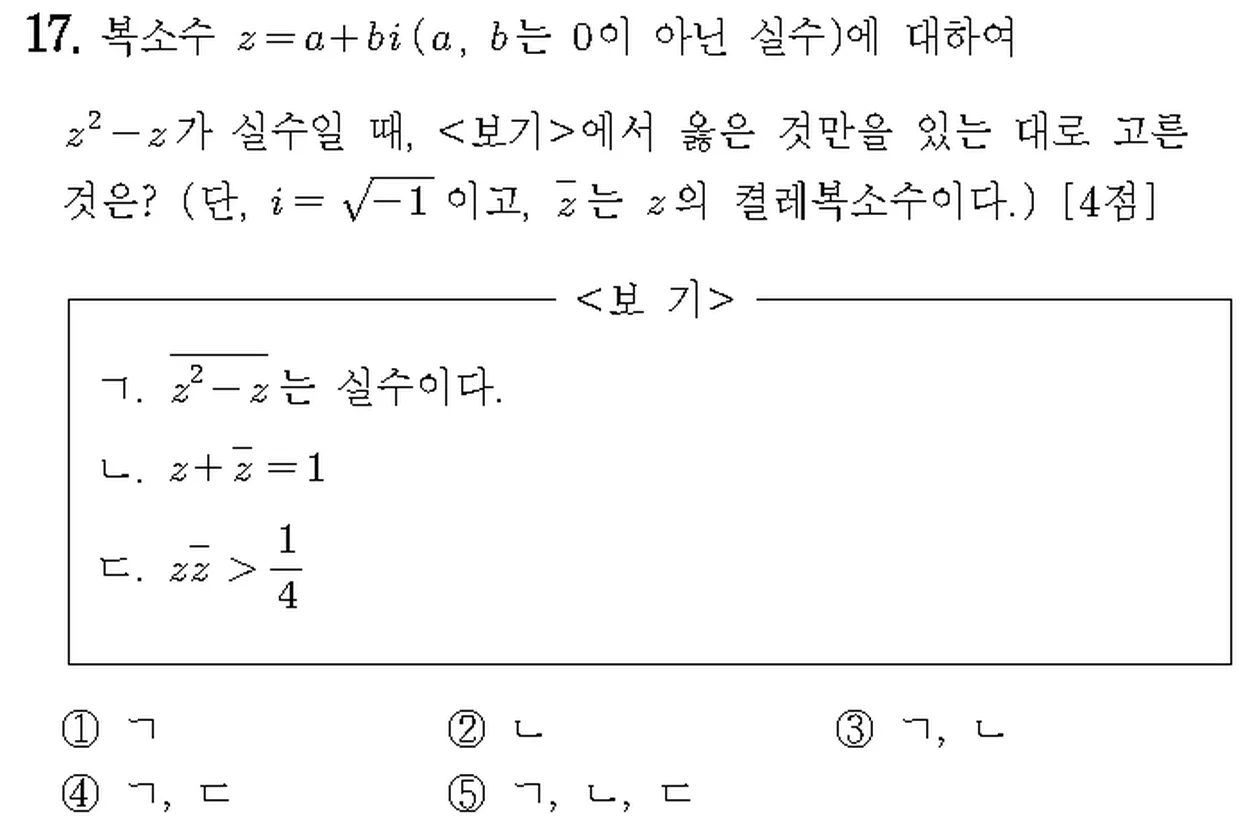 17. 복소수 z=a+bi(a, b는 0이 아닌 실수)에 대하여
z²-z가 실수일 때, <보기>에서 옳은 것만을 있는 대로 고른
것은? (단, i=√-1 이고, z̄는 z의 켤레복소수이다.) [4점]
<보 기>
ㄱ. \overline{z²-z}는 실수이다.
ㄴ. z+z̄=1
ㄷ. zz̄ > 1/4
① ㄱ ② ㄴ ③ ㄱ, ㄴ
④ ㄱ, ㄷ ⑤ ㄱ, ㄴ, ㄷ